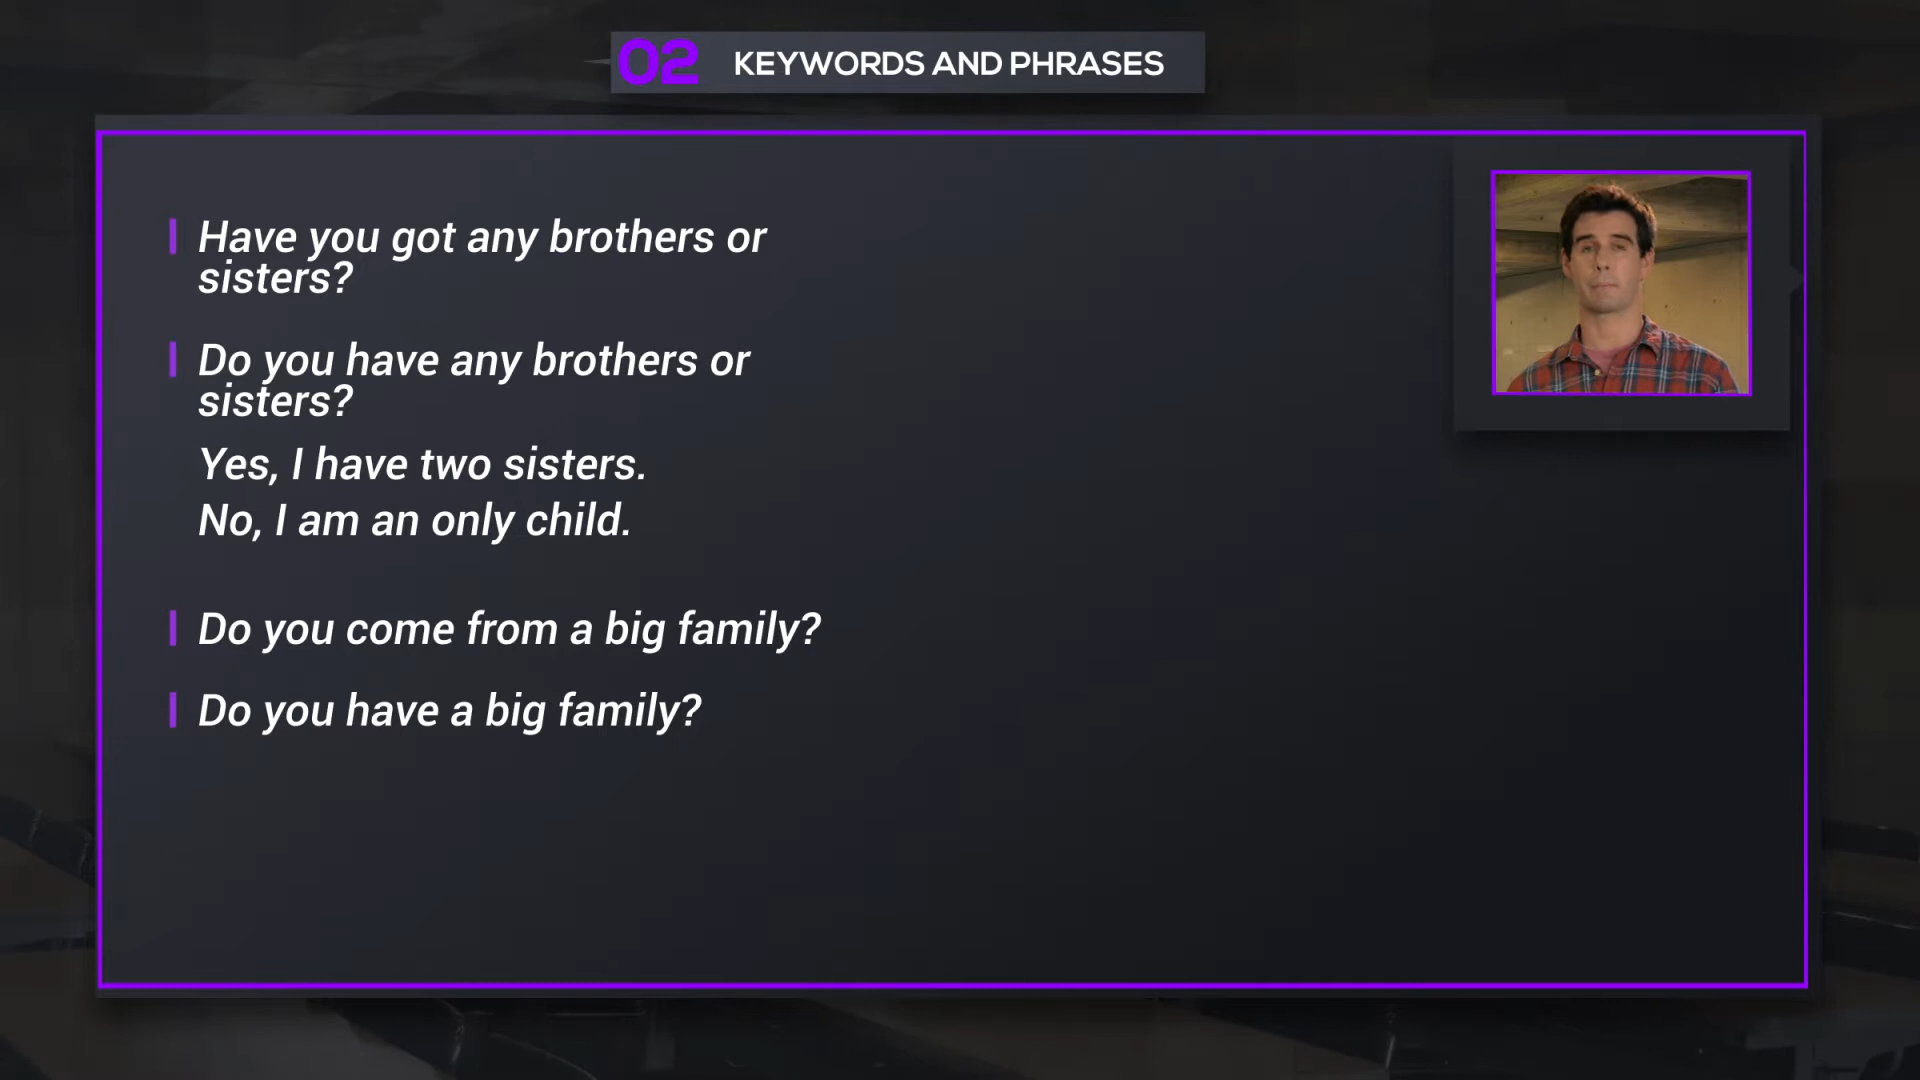 02 KEYWORDS AND PHRASES
Have you got any brothers or
sisters?
Do you have any brothers or
sisters?
Yes, I have two sisters.
No, I am an only child.
Do you come from a big family?
Do you have a big family?